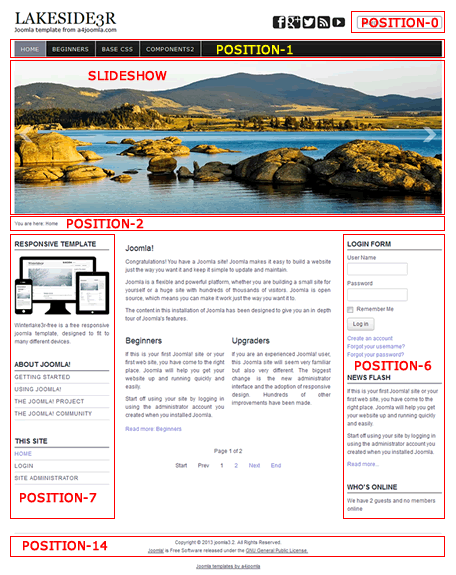 LAKESIDE3R
Joomla template from a4joomla.com
POSITION-0
HOME BEGINNERS BASE CSS COMPONENTS2 POSITION-1
SLIDESHOW
You are here: Home POSITION-2
RESPONSIVE TEMPLATE
Winterlake3r-free is a free responsive
joomla template, designed to fit to
many different devices.
ABOUT JOOMLA!
GETTING STARTED
USING JOOMLA!
THE JOOMLA PROJECT
THE JOOMLA COMMUNITY
THIS SITE
HOME
LOGIN
SITE ADMINISTRATOR
POSITION-7
Joomla!
Congratulations! You have a Joomla site! Joomla makes it easy to build a website
just the way you want it and keep it simple to update and maintain.
Joomla is a flexible and powerful platform, whether you are building a small site for
yourself or a huge site with hundreds of thousands of visitors. Joomla is open
source, which means you can make it work just the way you want it to.
The content in this installation of Joomla has been designed to give you an in depth
tour of Joomla's features.
Beginners
If this is your first Joomla! site or your
first web site, you have come to the
right place. Joomla will help you get
your website up and running quickly
and easily.
Start off using your site by logging in
using the administrator account you
created when you installed Joomla.
Read more: Beginners
Upgraders
If you are an experienced Joomla! user,
this Joomla site will seem very familiar
but also very different. The biggest
change is the new administrator
interface and the adoption of responsive
design. Hundreds of other
improvements have been made.
Page 1 of 2
Start Prev 1 2 Next End
LOGIN FORM
User Name
Password
Remember Me
Log in
Create an account
Forgot your username?
Forgot your password?
POSITION-6
NEWS FLASH
If this is your first Joomla! site or your
first web site, you have come to the
right place. Joomla will help you get
your website up and running quickly
and easily.
Start off using your site by logging in
using the administrator account you
created when you installed Joomla.
Read more...
WHO'S ONLINE
We have 2 guests and no members
online
POSITION-14
Copyright © 2013 joomla3.2. All Rights Reserved.
Joomla! is Free Software released under the GNU General Public License.
Joomla templates by a4joomla